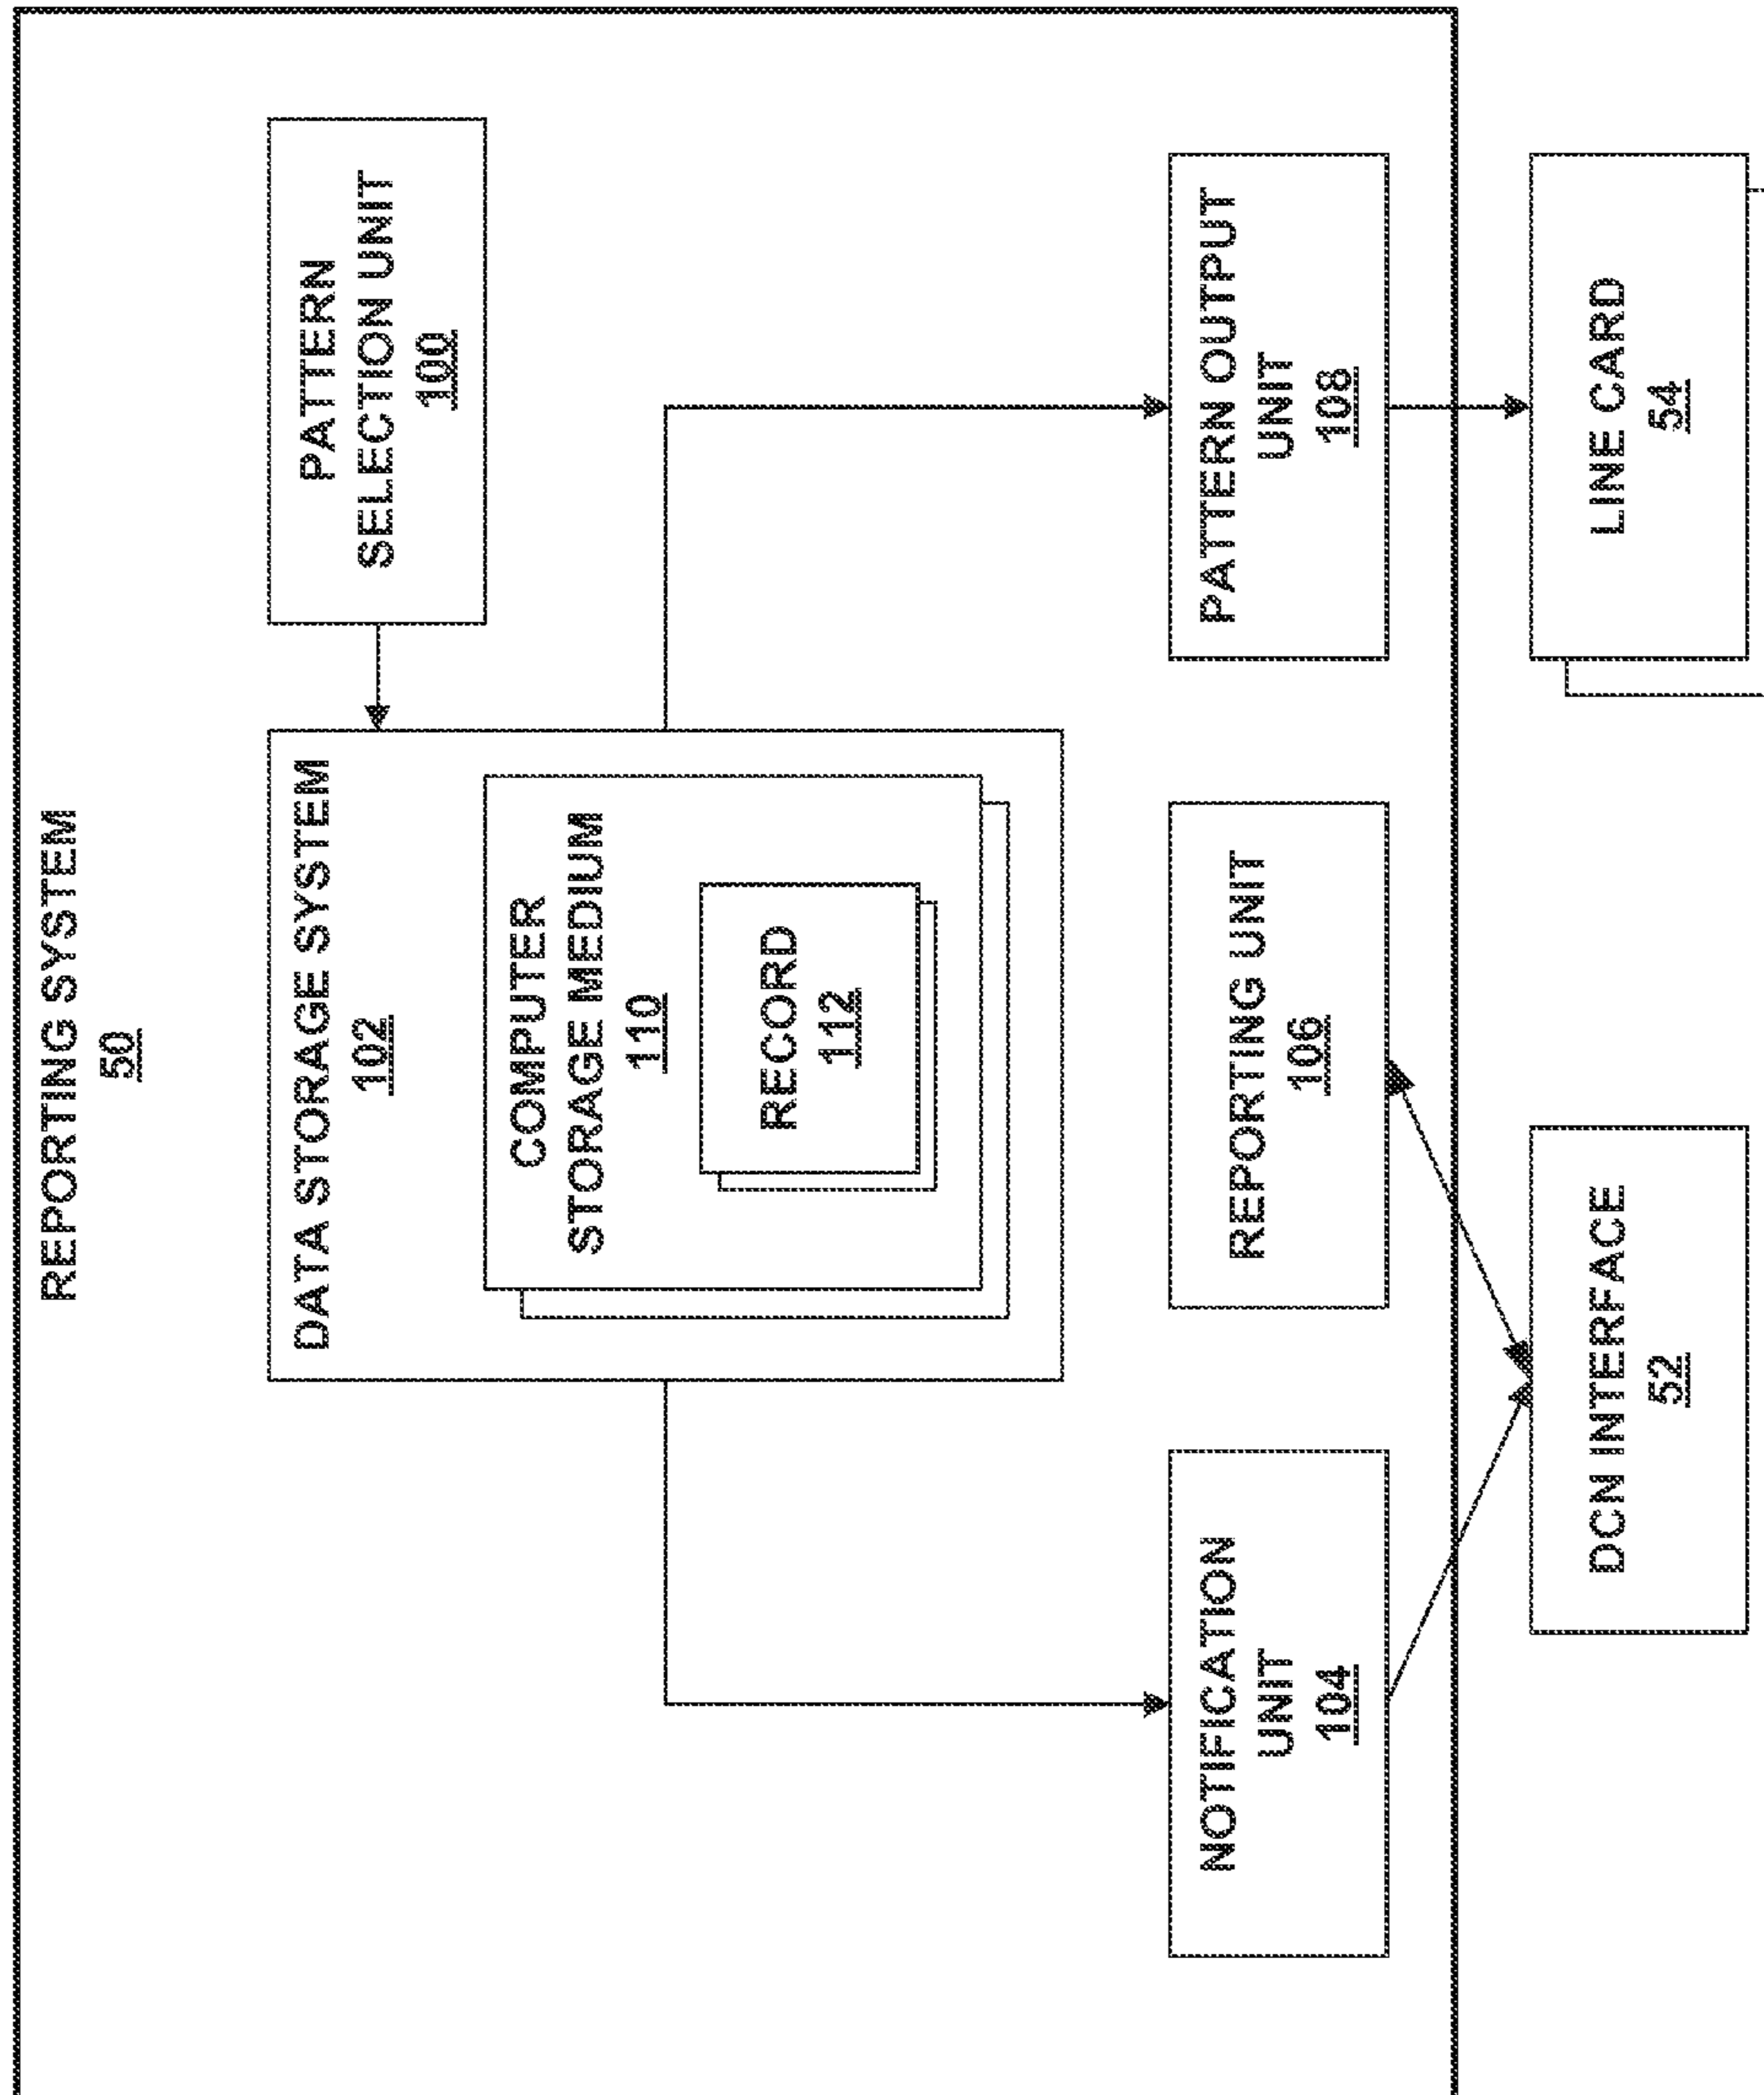 REPORTING SYSTEM
50
PATTERN
SELECTION UNIT
100
DATA STORAGE SYSTEM
102
COMPUTER
STORAGE MEDIUM
110
RECORD
112
NOTIFICATION
UNIT
104
REPORTING UNIT
106
PATTERN OUTPUT
UNIT
108
DCN INTERFACE
52
LINE CARD
54